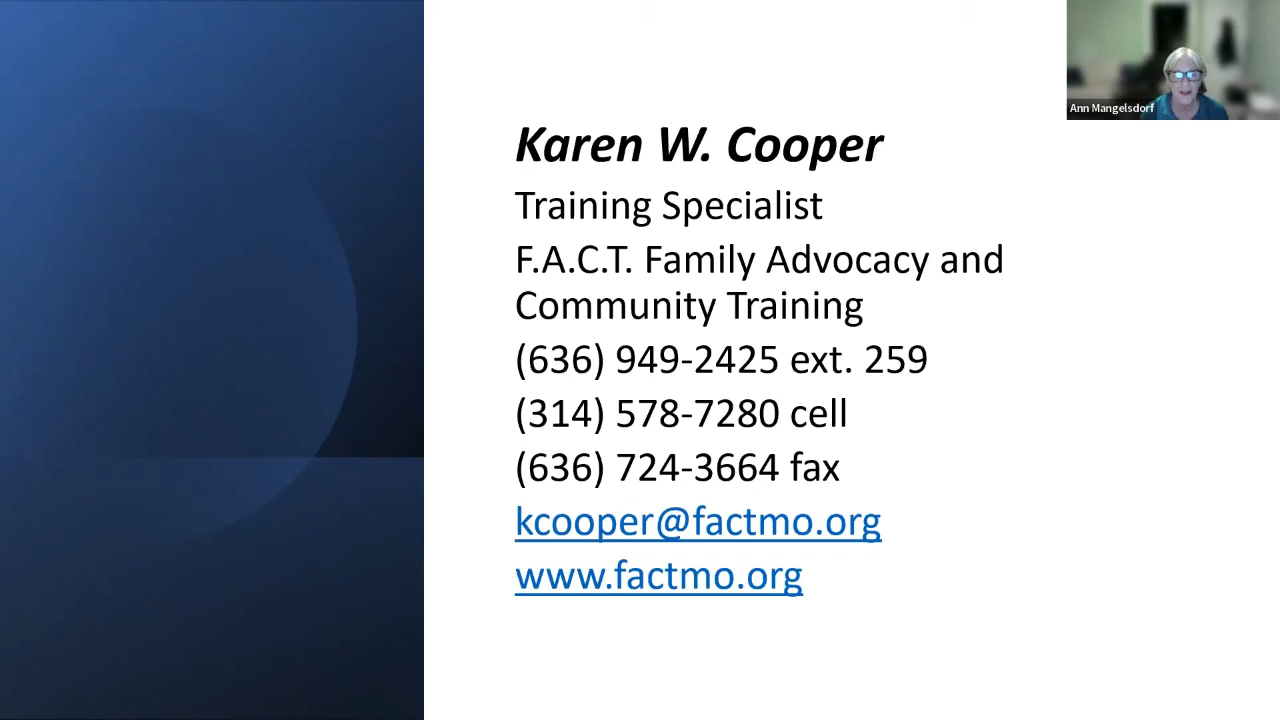 Karen W. Cooper
Training Specialist
F.A.C.T. Family Advocacy and
Community Training
(636) 949-2425 ext. 259
(314) 578-7280 cell
(636) 724-3664 fax
kcooper@factmo.org
www.factmo.org
Ann Mangelsdorf